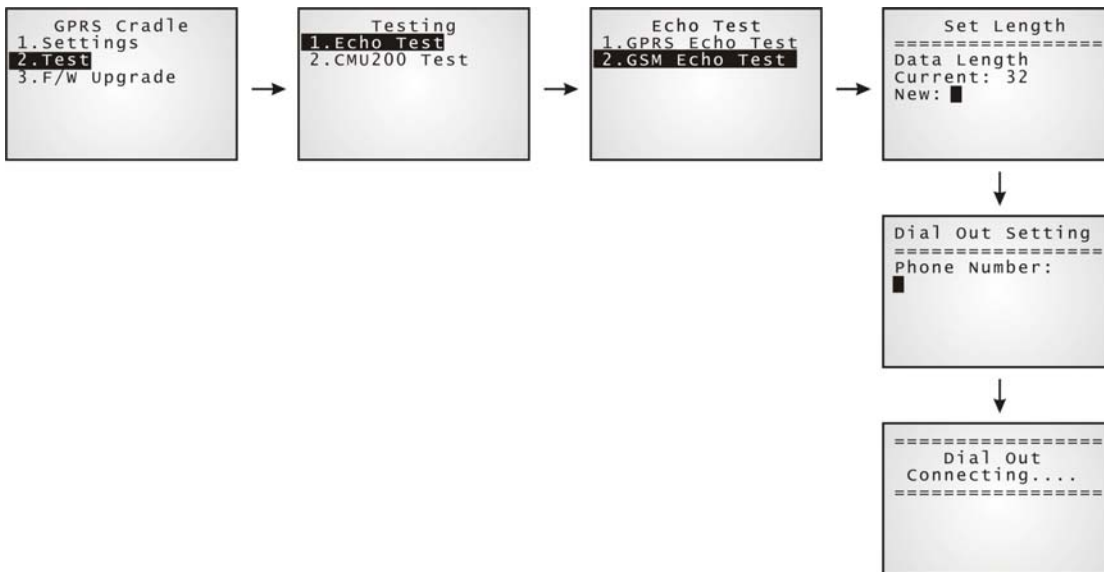 GPRS Cradle
1.Settings
2.Test
3.F/W Upgrade
Testing
1.Echo Test
2.CMU200 Test
Echo Test
1.GPRS Echo Test
2.GSM Echo Test
Set Length
=================
Data Length
Current: 32
New:
Dial Out Setting
=================
Phone Number:
=================
Dial Out
Connecting....
=================